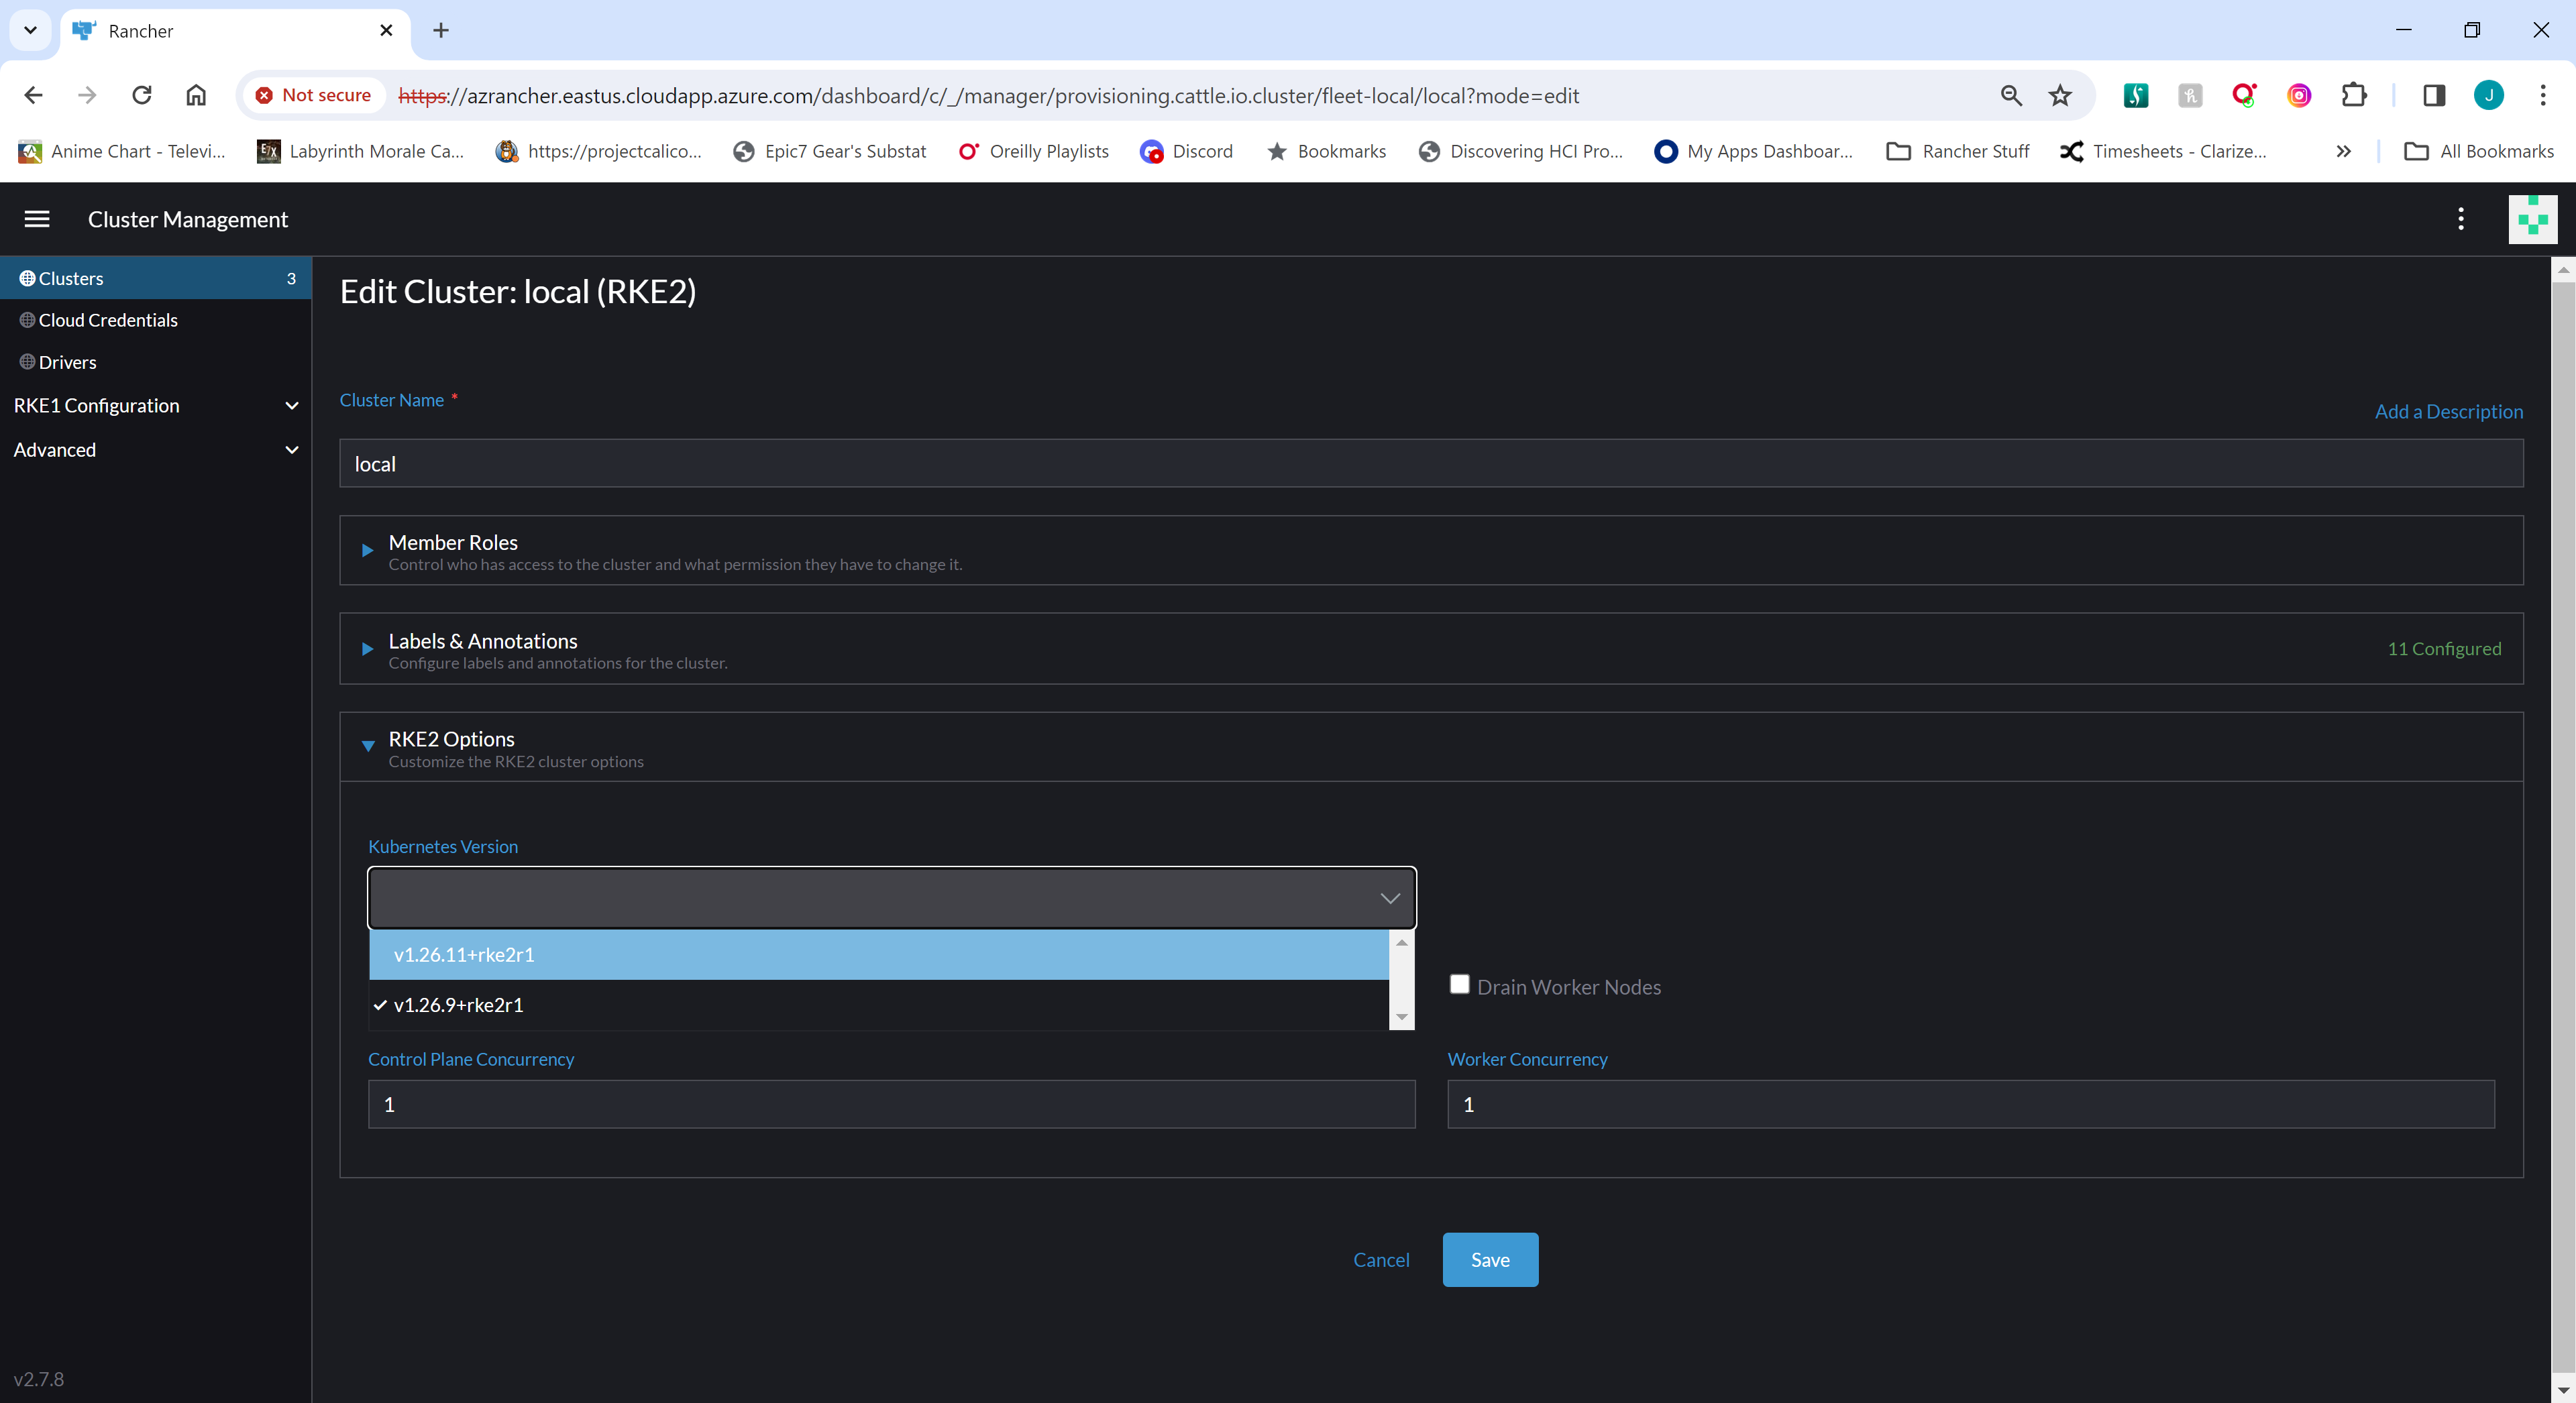 Rancher
Not secure
https://azrancher.eastus.cloudapp.azure.com/dashboard/c/_/manager/provisioning.cattle.io.cluster/fleet-local/local?mode=edit
J
Anime Chart - Televi...
Labyrinth Morale Ca...
https://projectcalico...
Epic7 Gear's Substat
Oreilly Playlists
Discord
Bookmarks
Discovering HCI Pro...
My Apps Dashboar...
Rancher Stuff
Timesheets - Clarize...
All Bookmarks
Cluster Management
Clusters 3
Cloud Credentials
Drivers
RKE1 Configuration
Advanced
v2.7.8
Edit Cluster: local (RKE2)
Cluster Name *
Add a Description
local
Member Roles
Control who has access to the cluster and what permission they have to change it.
Labels & Annotations
Configure labels and annotations for the cluster.
11 Configured
RKE2 Options
Customize the RKE2 cluster options
Kubernetes Version
v1.26.11+rke2r1
v1.26.9+rke2r1
Drain Worker Nodes
Control Plane Concurrency
1
Worker Concurrency
1
Cancel
Save